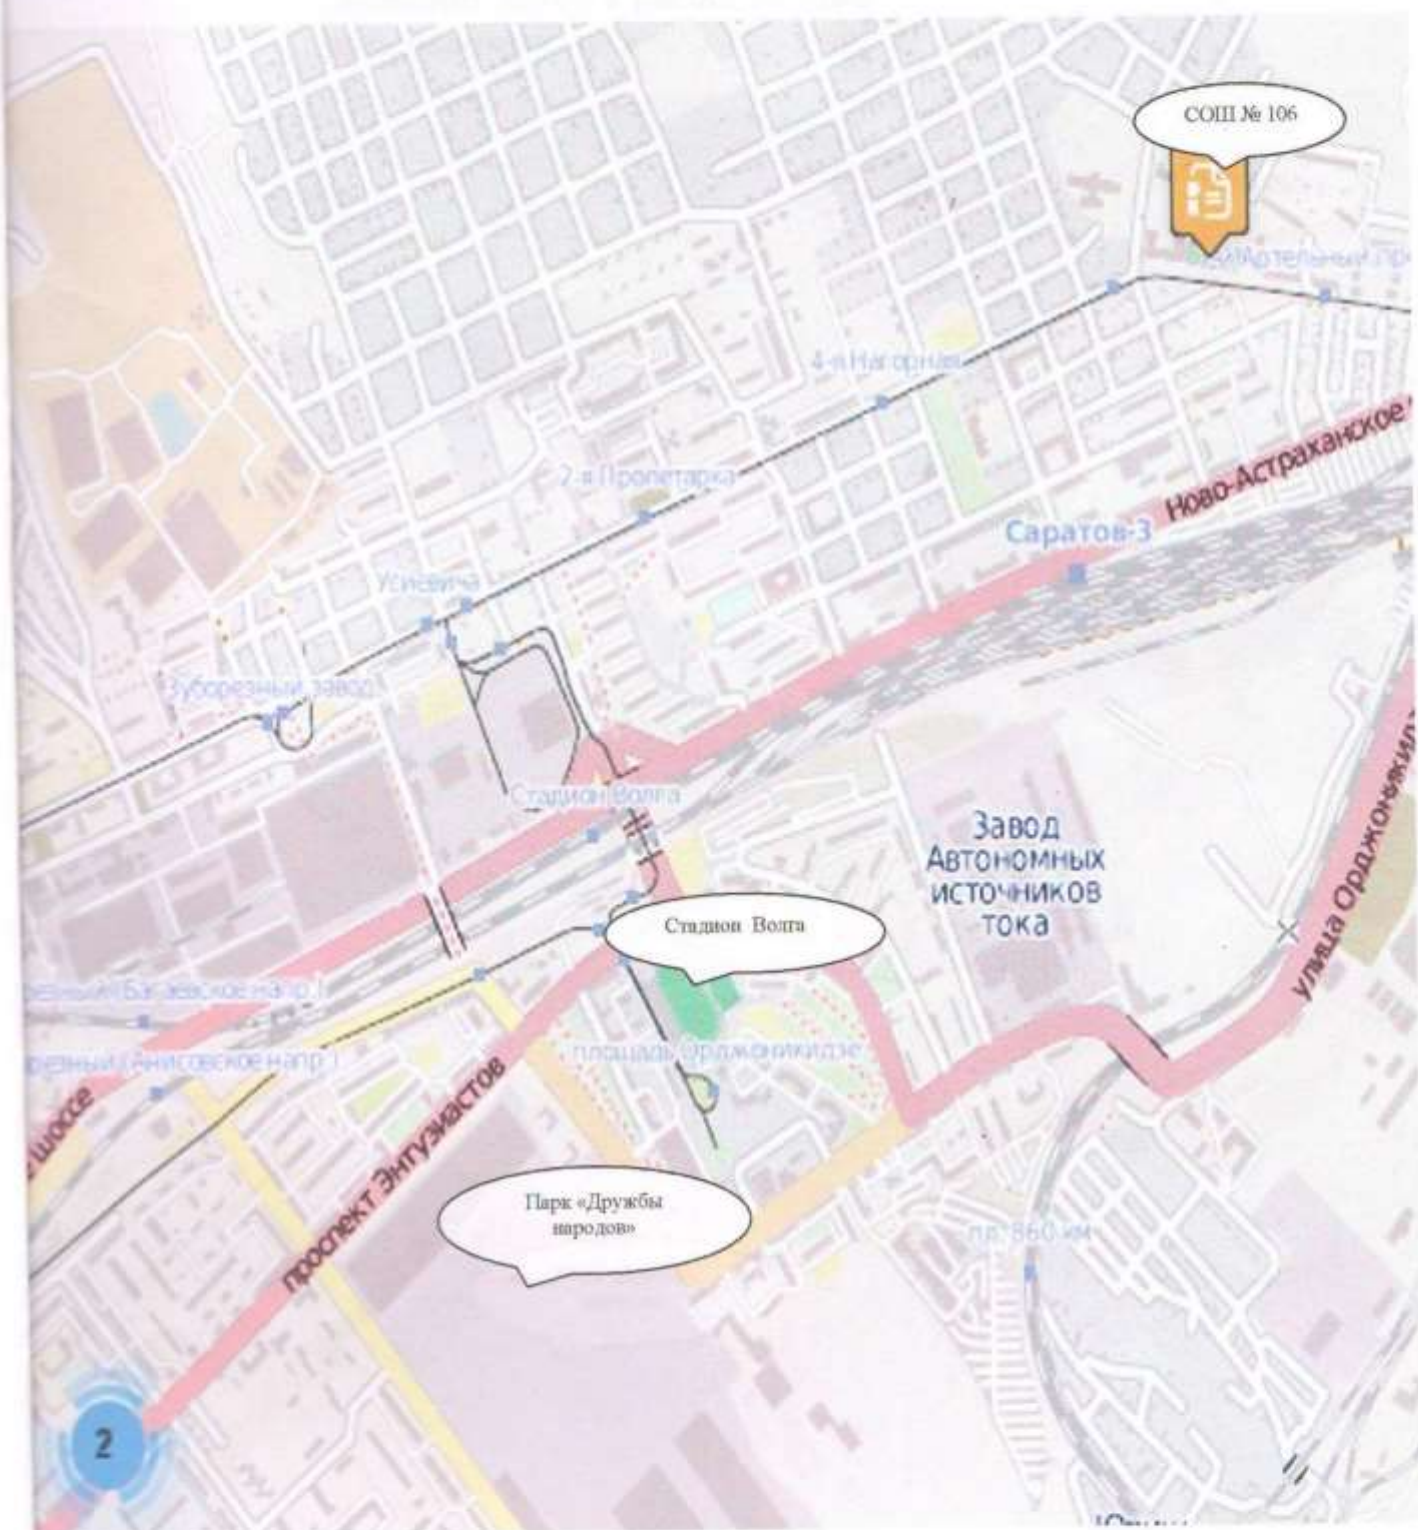 СОШ № 106
4-я Нагорная
Ново-Астраханское
2-я Пролетарка
Саратов-3
Усиевича
Зуборезный завод
Стадион Волга
Завод
Автономных
источников
тока
улица Орджоникидз
Стадион Волга
площадь Орджоникидзе
шоссе
проспект Энтузиастов
Парк «Дружбы
народов»
пл. 860 км
2